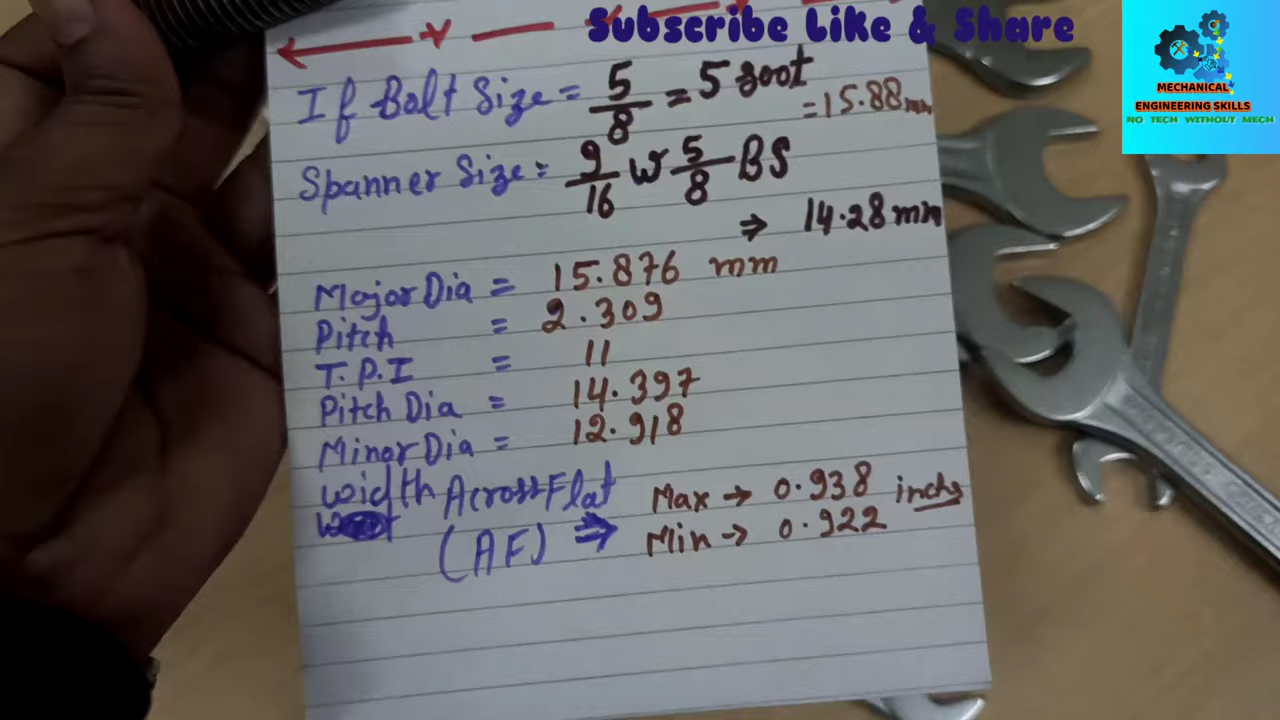 Subscribe Like & Share
MECHANICAL
ENGINEERING SKILLS
NO TECH WITHOUT MECH
If Bolt Size = 5/8 = 5 soot
= 15.88mm
Spanner Size = 9/16 W 5/8 BS
⇒ 14.28 mm
Major Dia = 15.876 mm
Pitch = 2.309
T.P.I = 11
Pitch Dia = 14.397
Minor Dia = 12.918
Width Across Flat Max → 0.938 inchs
(AF) ⇒ Min → 0.922